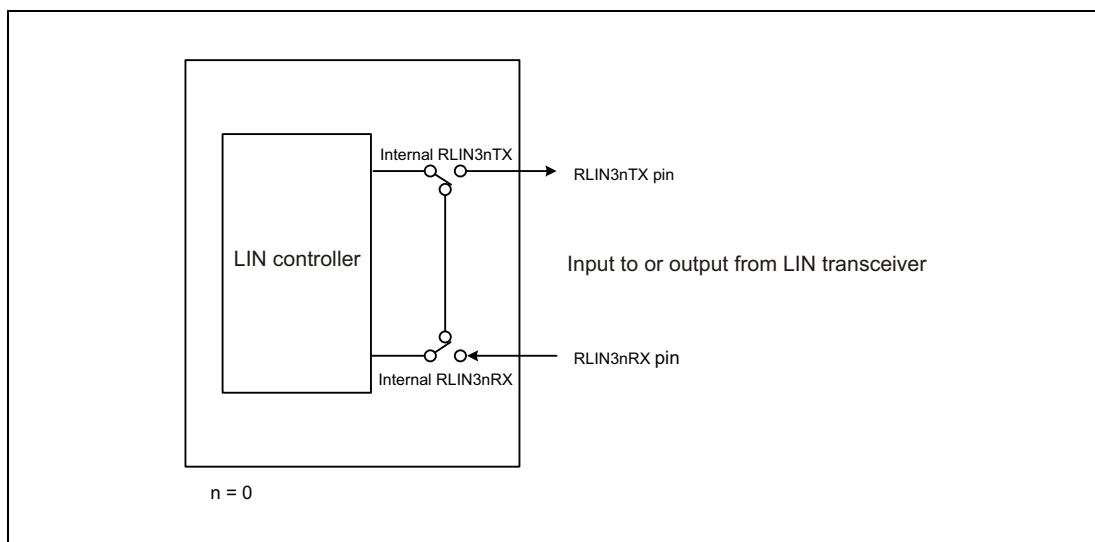 Internal RLIN3nTX
RLIN3nTX pin
LIN controller
Input to or output from LIN transceiver
RLIN3nRX pin
Internal RLIN3nRX
n = 0